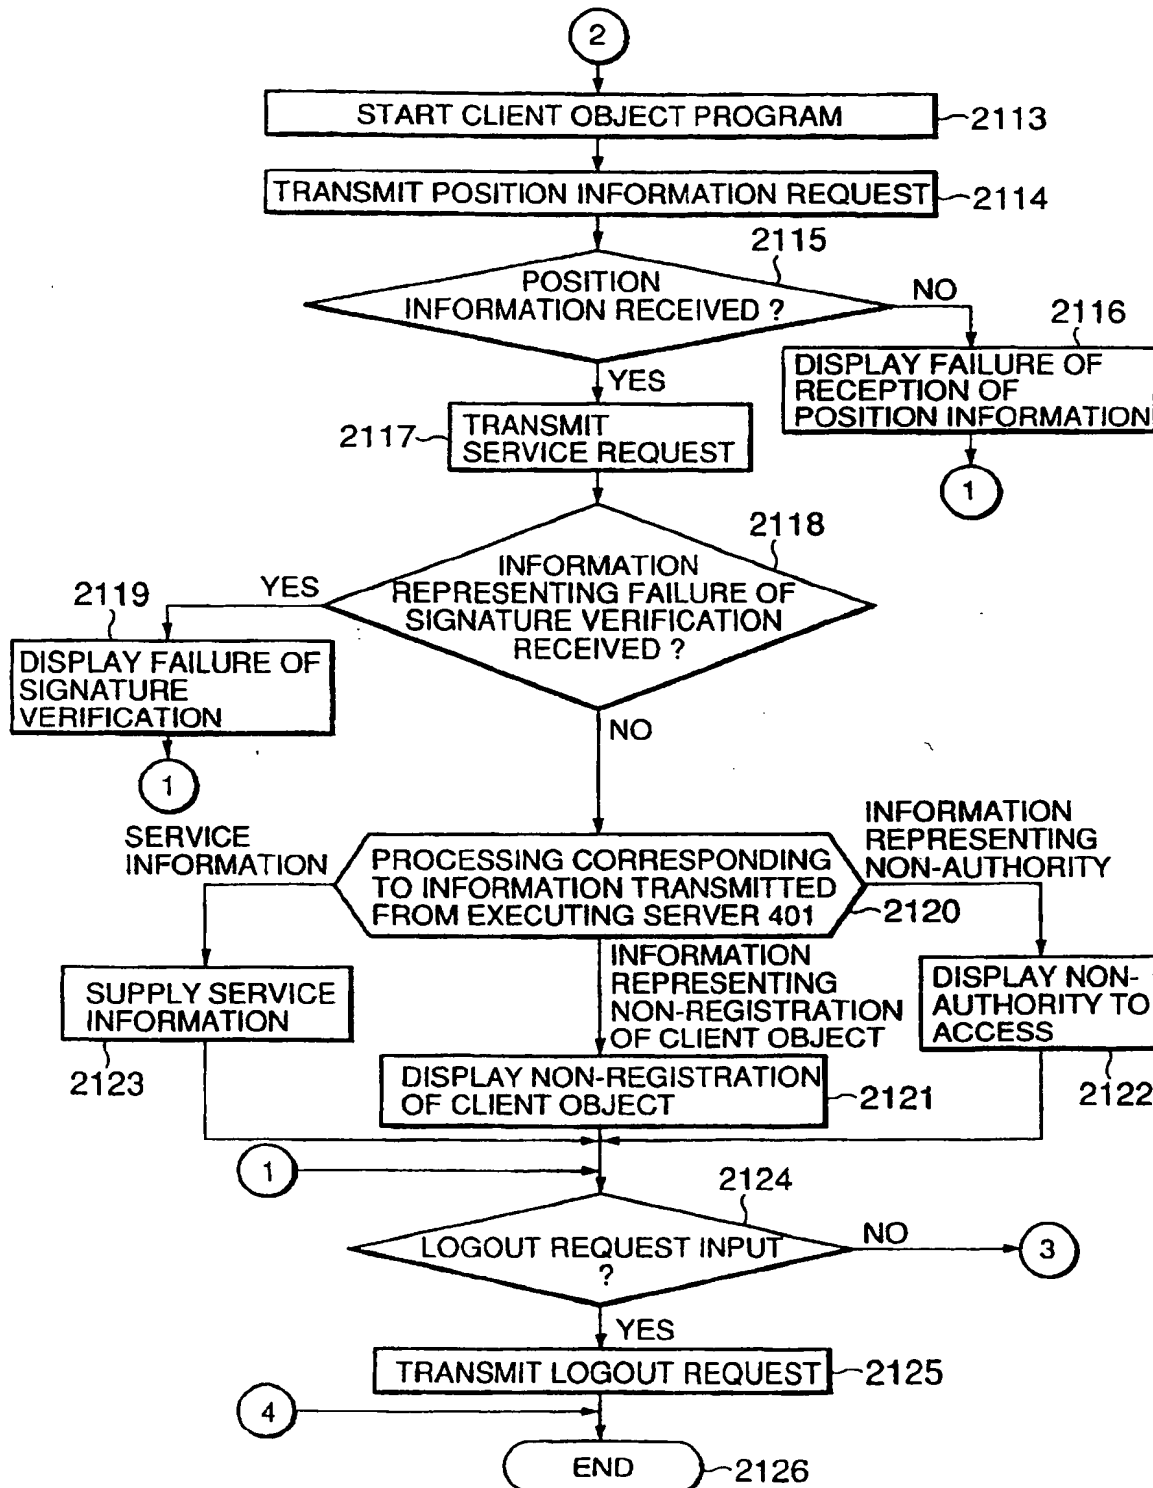 2
START CLIENT OBJECT PROGRAM
2113
TRANSMIT POSITION INFORMATION REQUEST
2114
2115
POSITION
INFORMATION RECEIVED ?
NO
2116
DISPLAY FAILURE OF
RECEPTION OF
POSITION INFORMATION
1
YES
2117
TRANSMIT
SERVICE REQUEST
2118
INFORMATION
REPRESENTING FAILURE OF
SIGNATURE VERIFICATION
RECEIVED ?
YES
2119
DISPLAY FAILURE OF
SIGNATURE
VERIFICATION
1
NO
SERVICE
INFORMATION
PROCESSING CORRESPONDING
TO INFORMATION TRANSMITTED
FROM EXECUTING SERVER 401
2120
INFORMATION
REPRESENTING
NON-AUTHORITY
SUPPLY SERVICE
INFORMATION
2123
INFORMATION
REPRESENTING
NON-REGISTRATION
OF CLIENT OBJECT
DISPLAY NON-
AUTHORITY TO
ACCESS
2122
DISPLAY NON-REGISTRATION
OF CLIENT OBJECT
2121
1
2124
LOGOUT REQUEST INPUT
?
NO
3
YES
TRANSMIT LOGOUT REQUEST
2125
4
END
2126